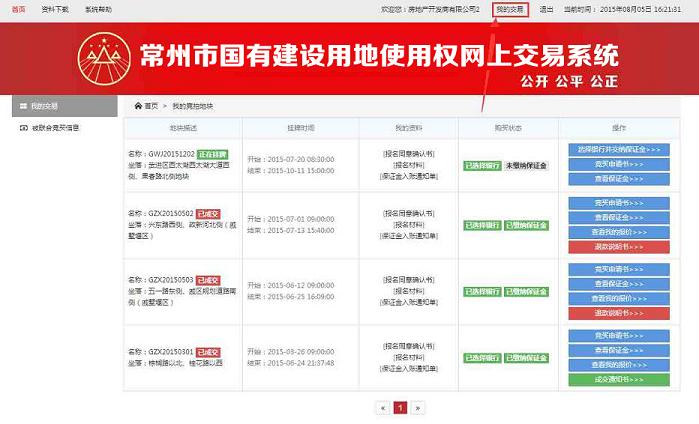 首页 资料下载 系统帮助 欢迎您：房地产开发商有限公司2 我的交易 退出 当前时间： 2015年08月05日 16:21:31
常州市国有建设用地使用权网上交易系统
公开 公平 公正
我的交易
被联合竞买信息
首页 > 我的竞拍地块
地块描述 挂牌时间 我的资料 购买状态 操作
名称：GWJ20151202 正在挂牌
坐落：武进区西太湖西太湖大道西
侧、果香路北侧地块
开始：2015-07-20 08:30:00
结束：2015-10-11 15:00:00
[报名同意确认书]
[报名材料]
[保证金入账通知单]
已选择银行 未缴纳保证金
选择银行并交纳保证金>>>
竞买申请书>>>
查看保证金>>>
名称：GZX20150502 已成交
坐落：兴东路西侧、政新河北侧（戚
墅堰区）
开始：2015-07-01 09:00:00
结束：2015-07-13 15:40:00
[报名同意确认书]
[报名材料]
[保证金入账通知单]
已选择银行 已缴纳保证金
竞买申请书>>>
查看保证金>>>
查看我的报价>>>
退款说明书>>>
名称：GZX20150503 已成交
坐落：五一路东侧、戚区规划道路南
侧（戚墅堰区）
开始：2015-06-12 09:00:00
结束：2015-06-25 16:09:00
[报名同意确认书]
[报名材料]
[保证金入账通知单]
已选择银行 已缴纳保证金
竞买申请书>>>
查看保证金>>>
查看我的报价>>>
退款说明书>>>
名称：GZX20150301 已成交
坐落：棕榈路以北、桂花路以西
开始：2015-03-26 09:00:00
结束：2015-06-24 21:37:48
[报名同意确认书]
[报名材料]
[保证金入账通知单]
已选择银行 已缴纳保证金
竞买申请书>>>
查看保证金>>>
查看我的报价>>>
成交通知书>>>
« 1 »